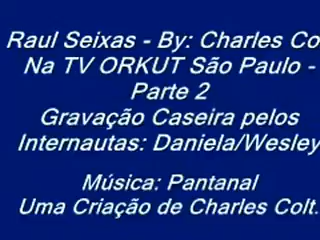 Raul Seixas - By: Charles Co
Na TV ORKUT São Paulo -
Parte 2
Gravação Caseira pelos
Internautas: Daniela/Wesley
Música: Pantanal
Uma Criação de Charles Colt.